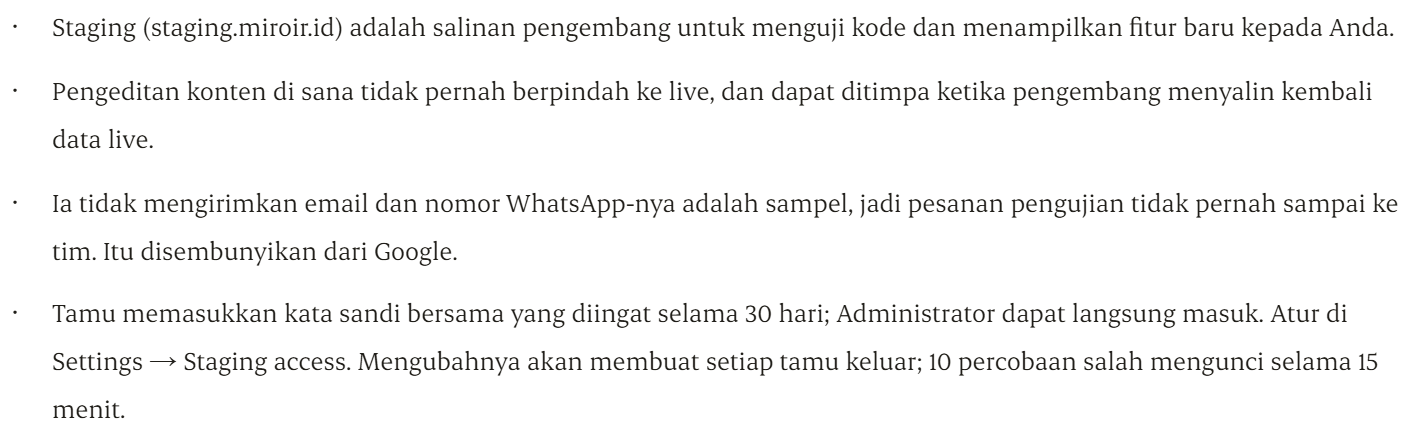 · Staging (staging.miroir.id) adalah salinan pengembang untuk menguji kode dan menampilkan fitur baru kepada Anda.
· Pengeditan konten di sana tidak pernah berpindah ke live, dan dapat ditimpa ketika pengembang menyalin kembali
data live.
· Ia tidak mengirimkan email dan nomor WhatsApp-nya adalah sampel, jadi pesanan pengujian tidak pernah sampai ke
tim. Itu disembunyikan dari Google.
· Tamu memasukkan kata sandi bersama yang diingat selama 30 hari; Administrator dapat langsung masuk. Atur di
Settings → Staging access. Mengubahnya akan membuat setiap tamu keluar; 10 percobaan salah mengunci selama 15
menit.